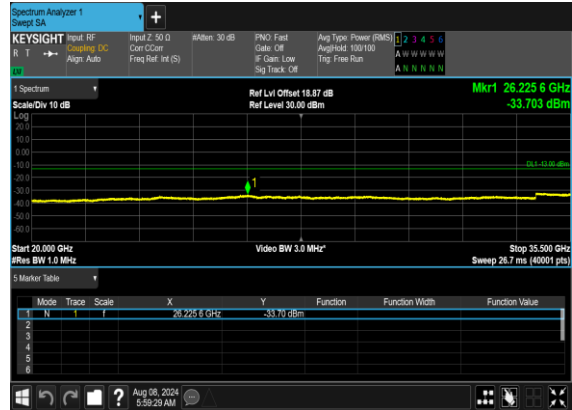 Spectrum Analyzer 1
Swept SA
+
KEYSIGHT
R T
Input: RF
Coupling: DC
Align: Auto
Input Z: 50 Ω
Corr CCorr
Freq Ref: Int (S)
#Atten: 30 dB
PNO: Fast
Gate: Off
IF Gain: Low
Sig Track: Off
Avg Type: Power (RMS)
Avg|Hold: 100/100
Trig: Free Run
1 2 3 4 5 6
A W W W W W
A N N N N N
1 Spectrum
Scale/Div 10 dB
Ref Lvl Offset 18.87 dB
Ref Level 30.00 dBm
Mkr1 26.225 6 GHz
-33.703 dBm
Log
20.0
10.0
0.00
-10.0
-20.0
-30.0
-40.0
-50.0
-60.0
DL1 -13.00 dBm
1
Start 20.000 GHz
#Res BW 1.0 MHz
Video BW 3.0 MHz*
Stop 35.500 GHz
Sweep 26.7 ms (40001 pts)
5 Marker Table
Mode Trace Scale X Y Function Function Width Function Value
1 N 1 f 26.225 6 GHz -33.70 dBm
2
3
4
5
6
?
Aug 08, 2024
5:59:29 AM